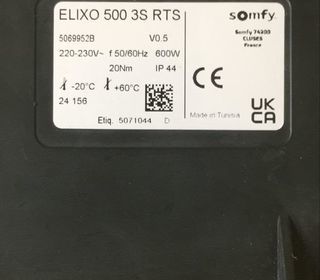 ELIXO 500 3S RTS
somfy.
5069952B V0.5
Somfy 74300
CLUSES
France
220-230V~ f 50/60Hz 600W
20Nm IP 44
CE
-20°C +60°C
24 156
UK
CA
Made in Tunisia
Etiq. 5071044 D